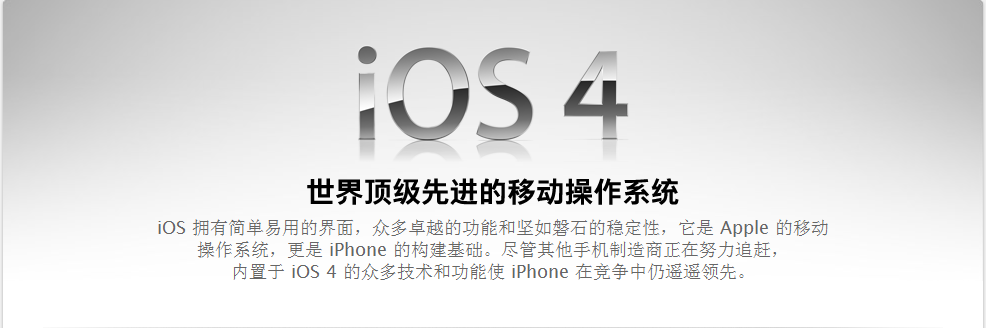 iOS 4
世界顶级先进的移动操作系统
iOS 拥有简单易用的界面，众多卓越的功能和坚如磐石的稳定性，它是 Apple 的移动
操作系统，更是 iPhone 的构建基础。尽管其他手机制造商正在努力追赶，
内置于 iOS 4 的众多技术和功能使 iPhone 在竞争中仍遥遥领先。